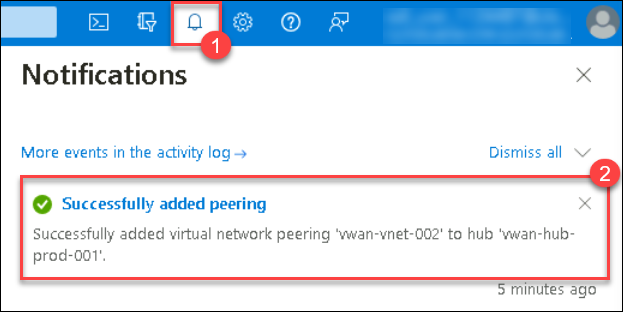 1
Notifications
More events in the activity log →
Dismiss all
2
Successfully added peering
Successfully added virtual network peering 'vwan-vnet-002' to hub 'vwan-hub-
prod-001'.
5 minutes ago